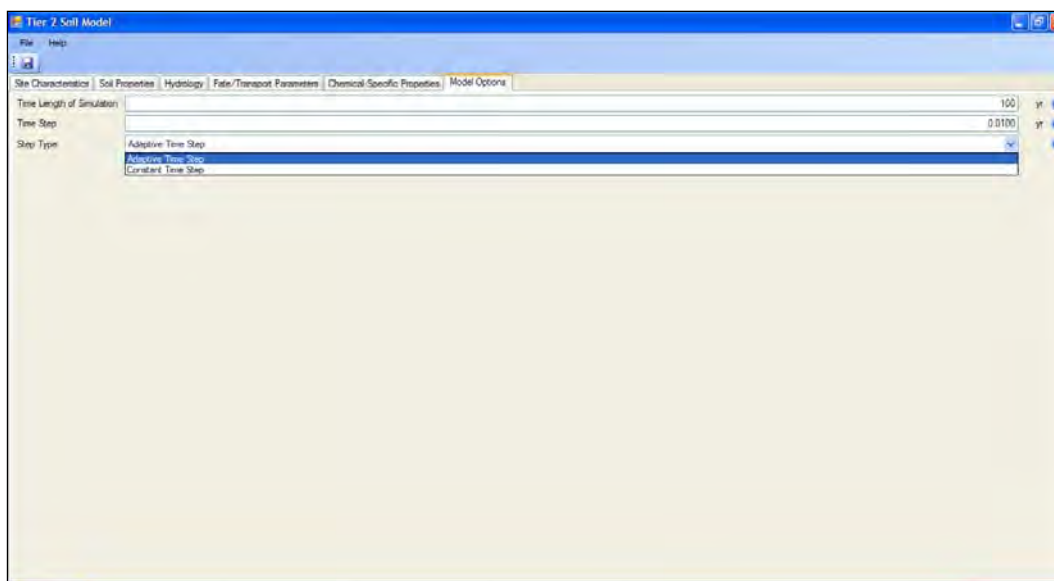 Tier 2 Soil Model
File Help
Site Characteristics Soil Properties Hydrology Fate/Transport Parameters Chemical-Specific Properties Model Options
Time Length of Simulation 100 yr
Time Step 0.0100 yr
Step Type Adaptive Time Step
Adaptive Time Step
Constant Time Step